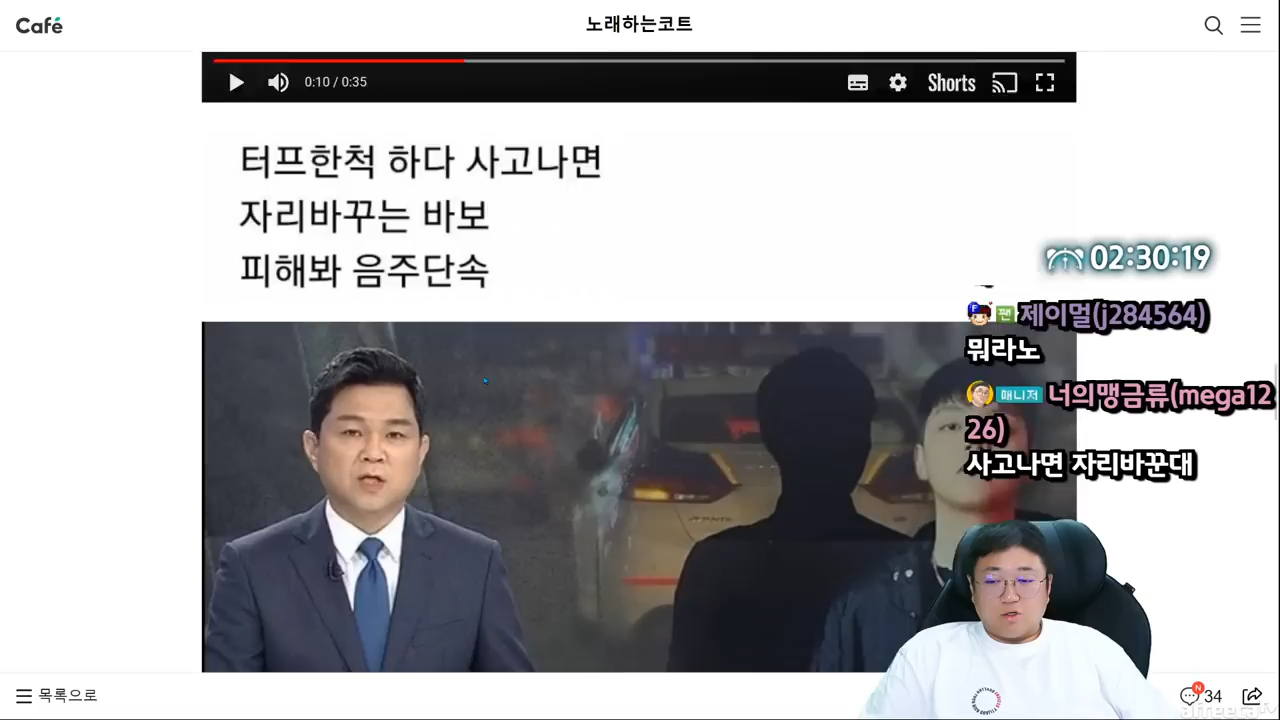 Café
노래하는코트
0:10 / 0:35
Shorts
터프한척 하다 사고나면
자리바꾸는 바보
피해봐 음주단속
02:30:19
F 팬 제이멀(j284564)
뭐라노
매니저 너의맹금류(mega12
26)
사고나면 자리바꾼대
목록으로
N
34
afreecaTV